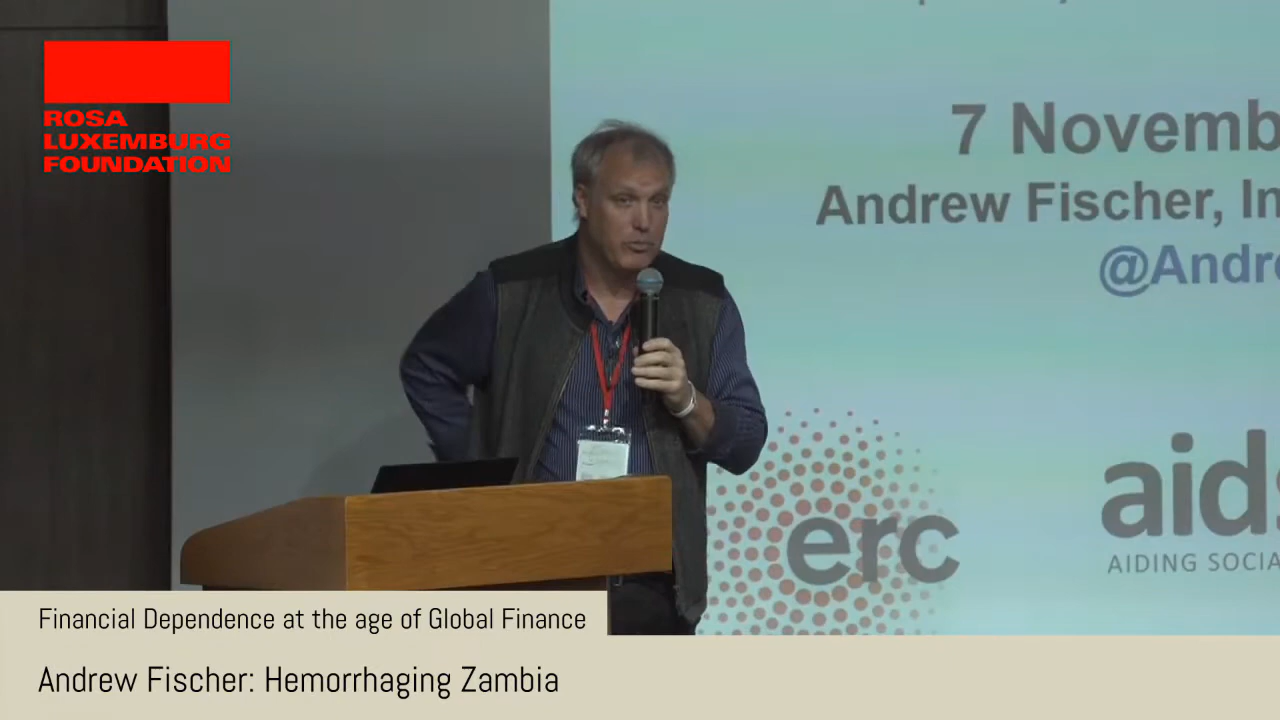 ROSA
LUXEMBURG
FOUNDATION
7 Novemb
Andrew Fischer, In
@Andre
erc
aids
AIDING SOCIA
Financial Dependence at the age of Global Finance
Andrew Fischer: Hemorrhaging Zambia